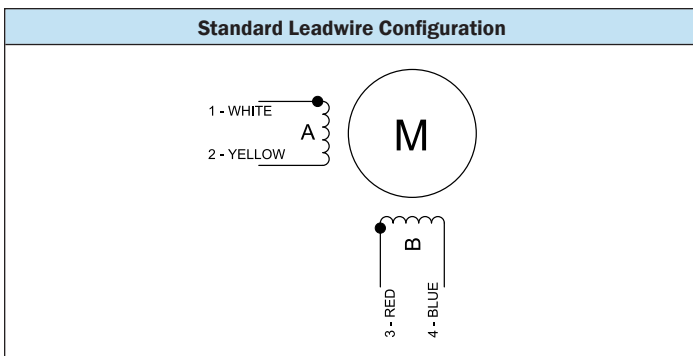 Standard Leadwire Configuration
1 - WHITE
A
2 - YELLOW
M
B
3 - RED
4 - BLUE